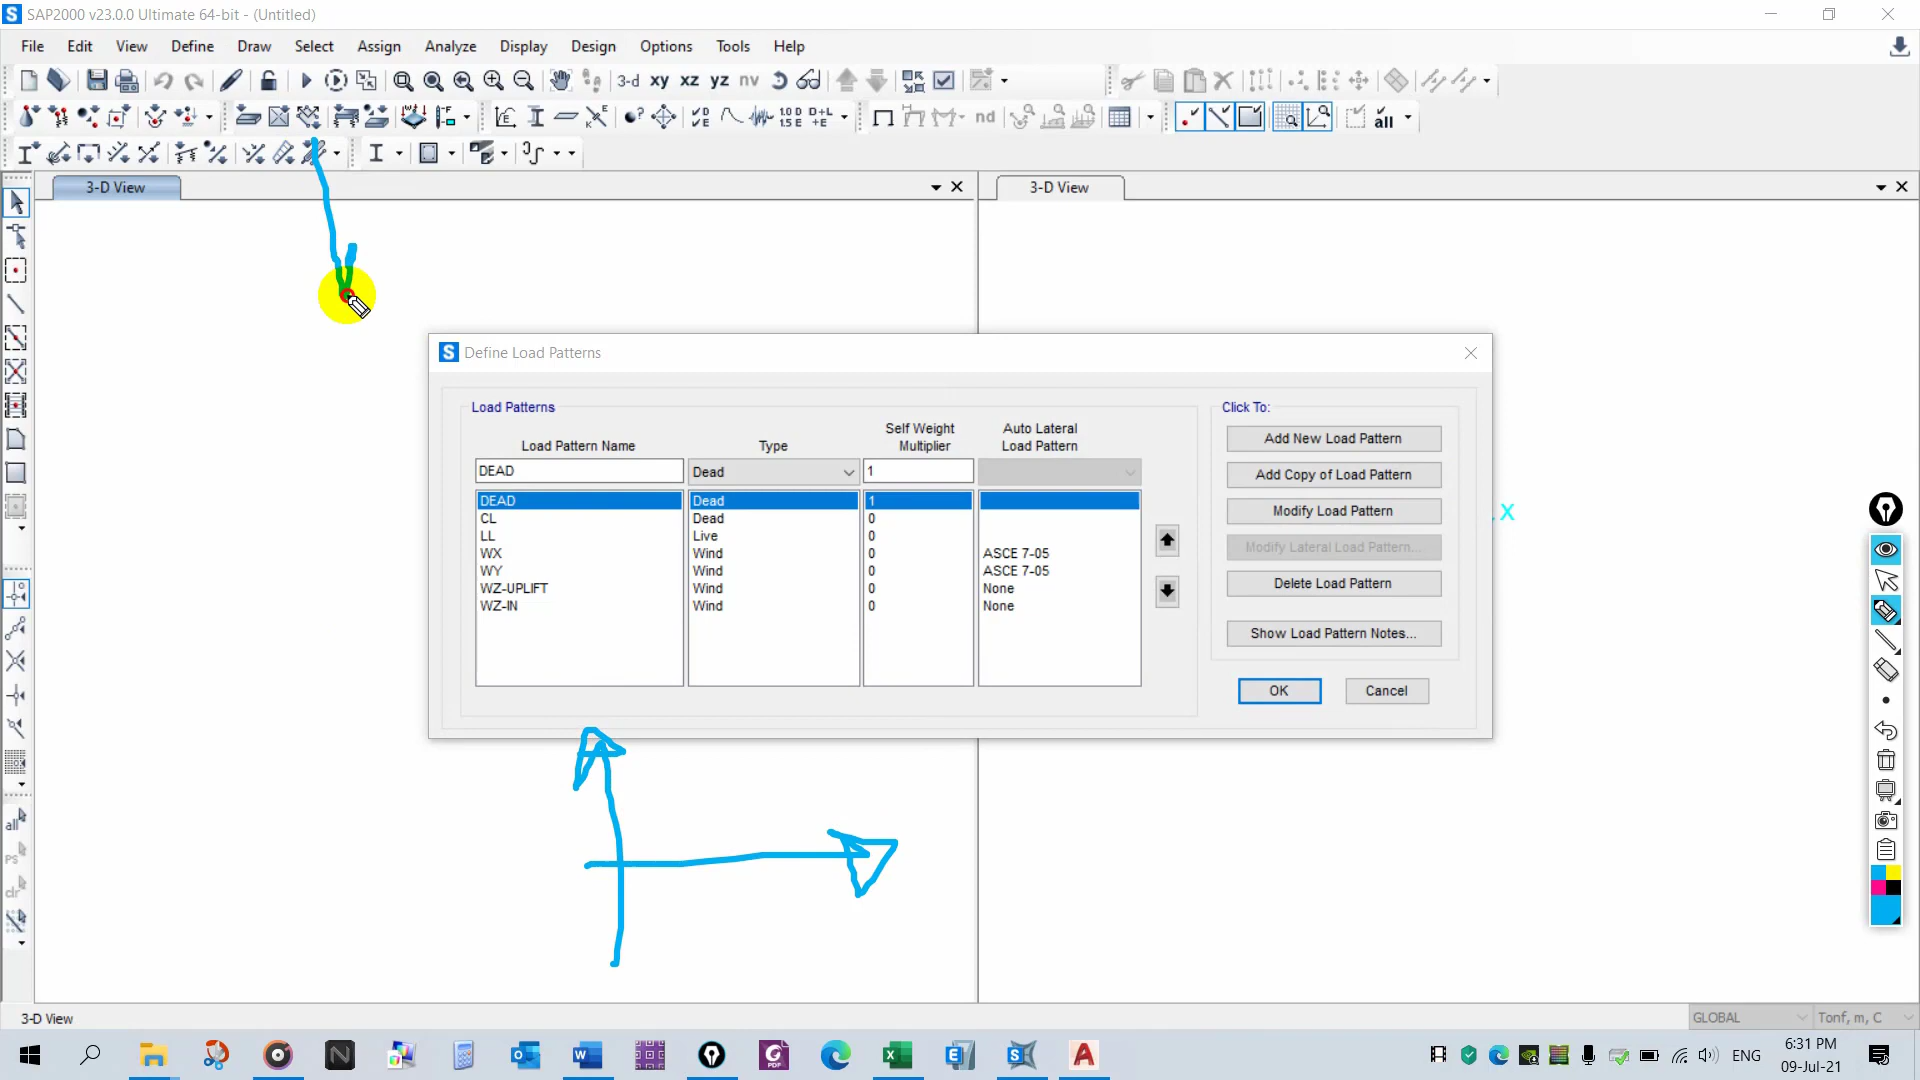 SAP2000 v23.0.0 Ultimate 64-bit - (Untitled)
File Edit View Define Draw Select Assign Analyze Display Design Options Tools Help
3-d xy xz yz nv
nd all
3-D View
3-D View
Define Load Patterns
Load Patterns
Click To:
Load Pattern Name Type Self Weight Multiplier Auto Lateral Load Pattern
DEAD Dead 1
DEAD Dead 1
CL Dead 0
LL Live 0
WX Wind 0 ASCE 7-05
WY Wind 0 ASCE 7-05
WZ-UPLIFT Wind 0 None
WZ-IN Wind 0 None
Add New Load Pattern
Add Copy of Load Pattern
Modify Load Pattern
Modify Lateral Load Pattern...
Delete Load Pattern
Show Load Pattern Notes...
OK Cancel
X
all
PS
clr
3-D View
GLOBAL Tonf, m, C
ENG
6:31 PM
09-Jul-21